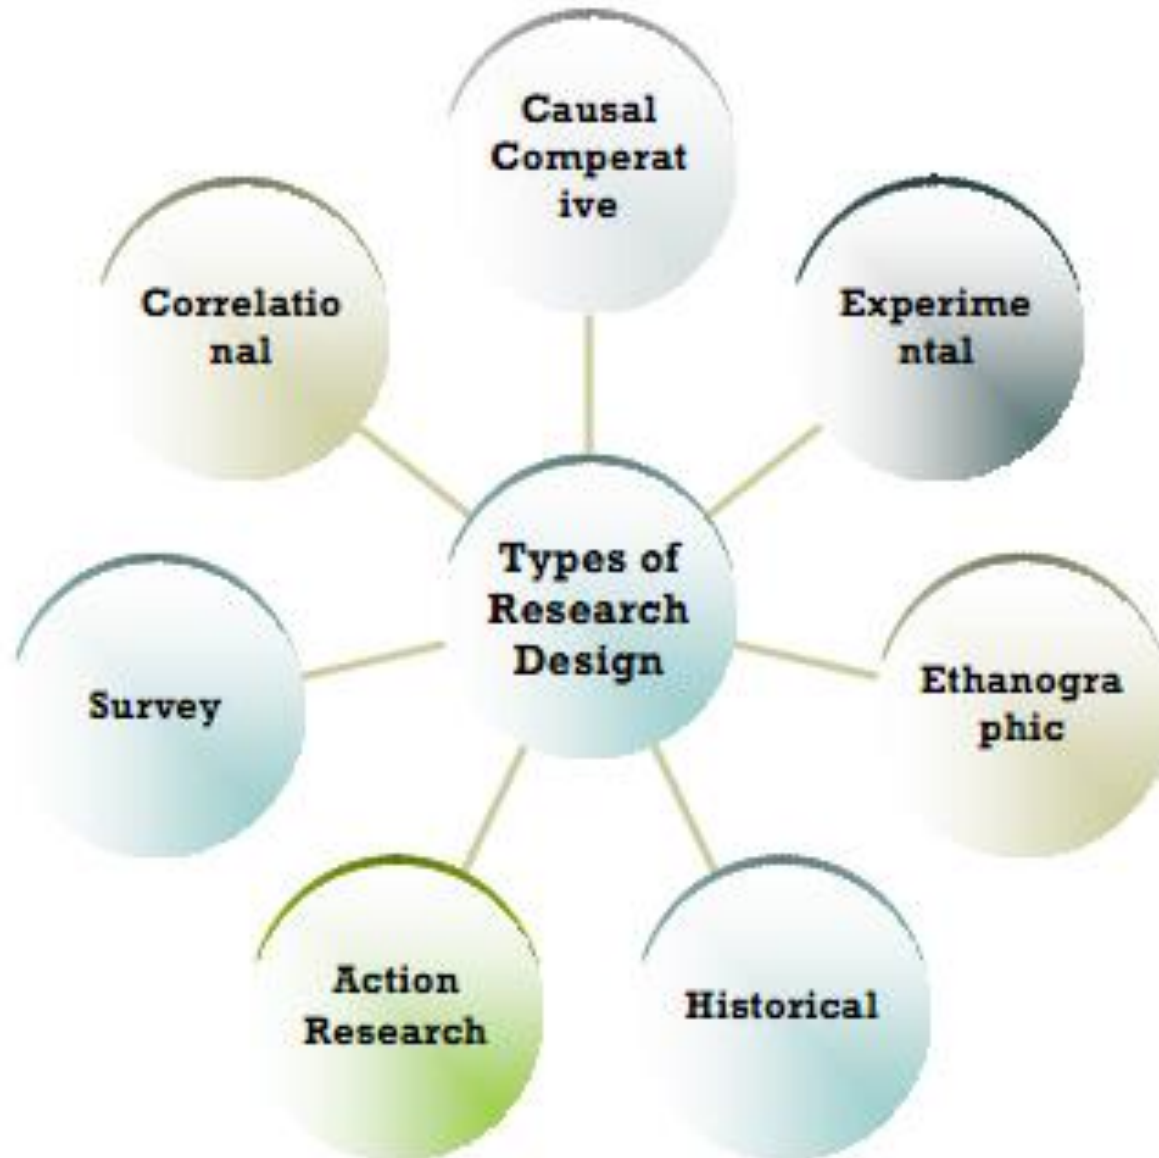 Causal
Comperat
ive
Experime
ntal
Ethanogra
phic
Historical
Action
Research
Survey
Correlatio
nal
Types of
Research
Design